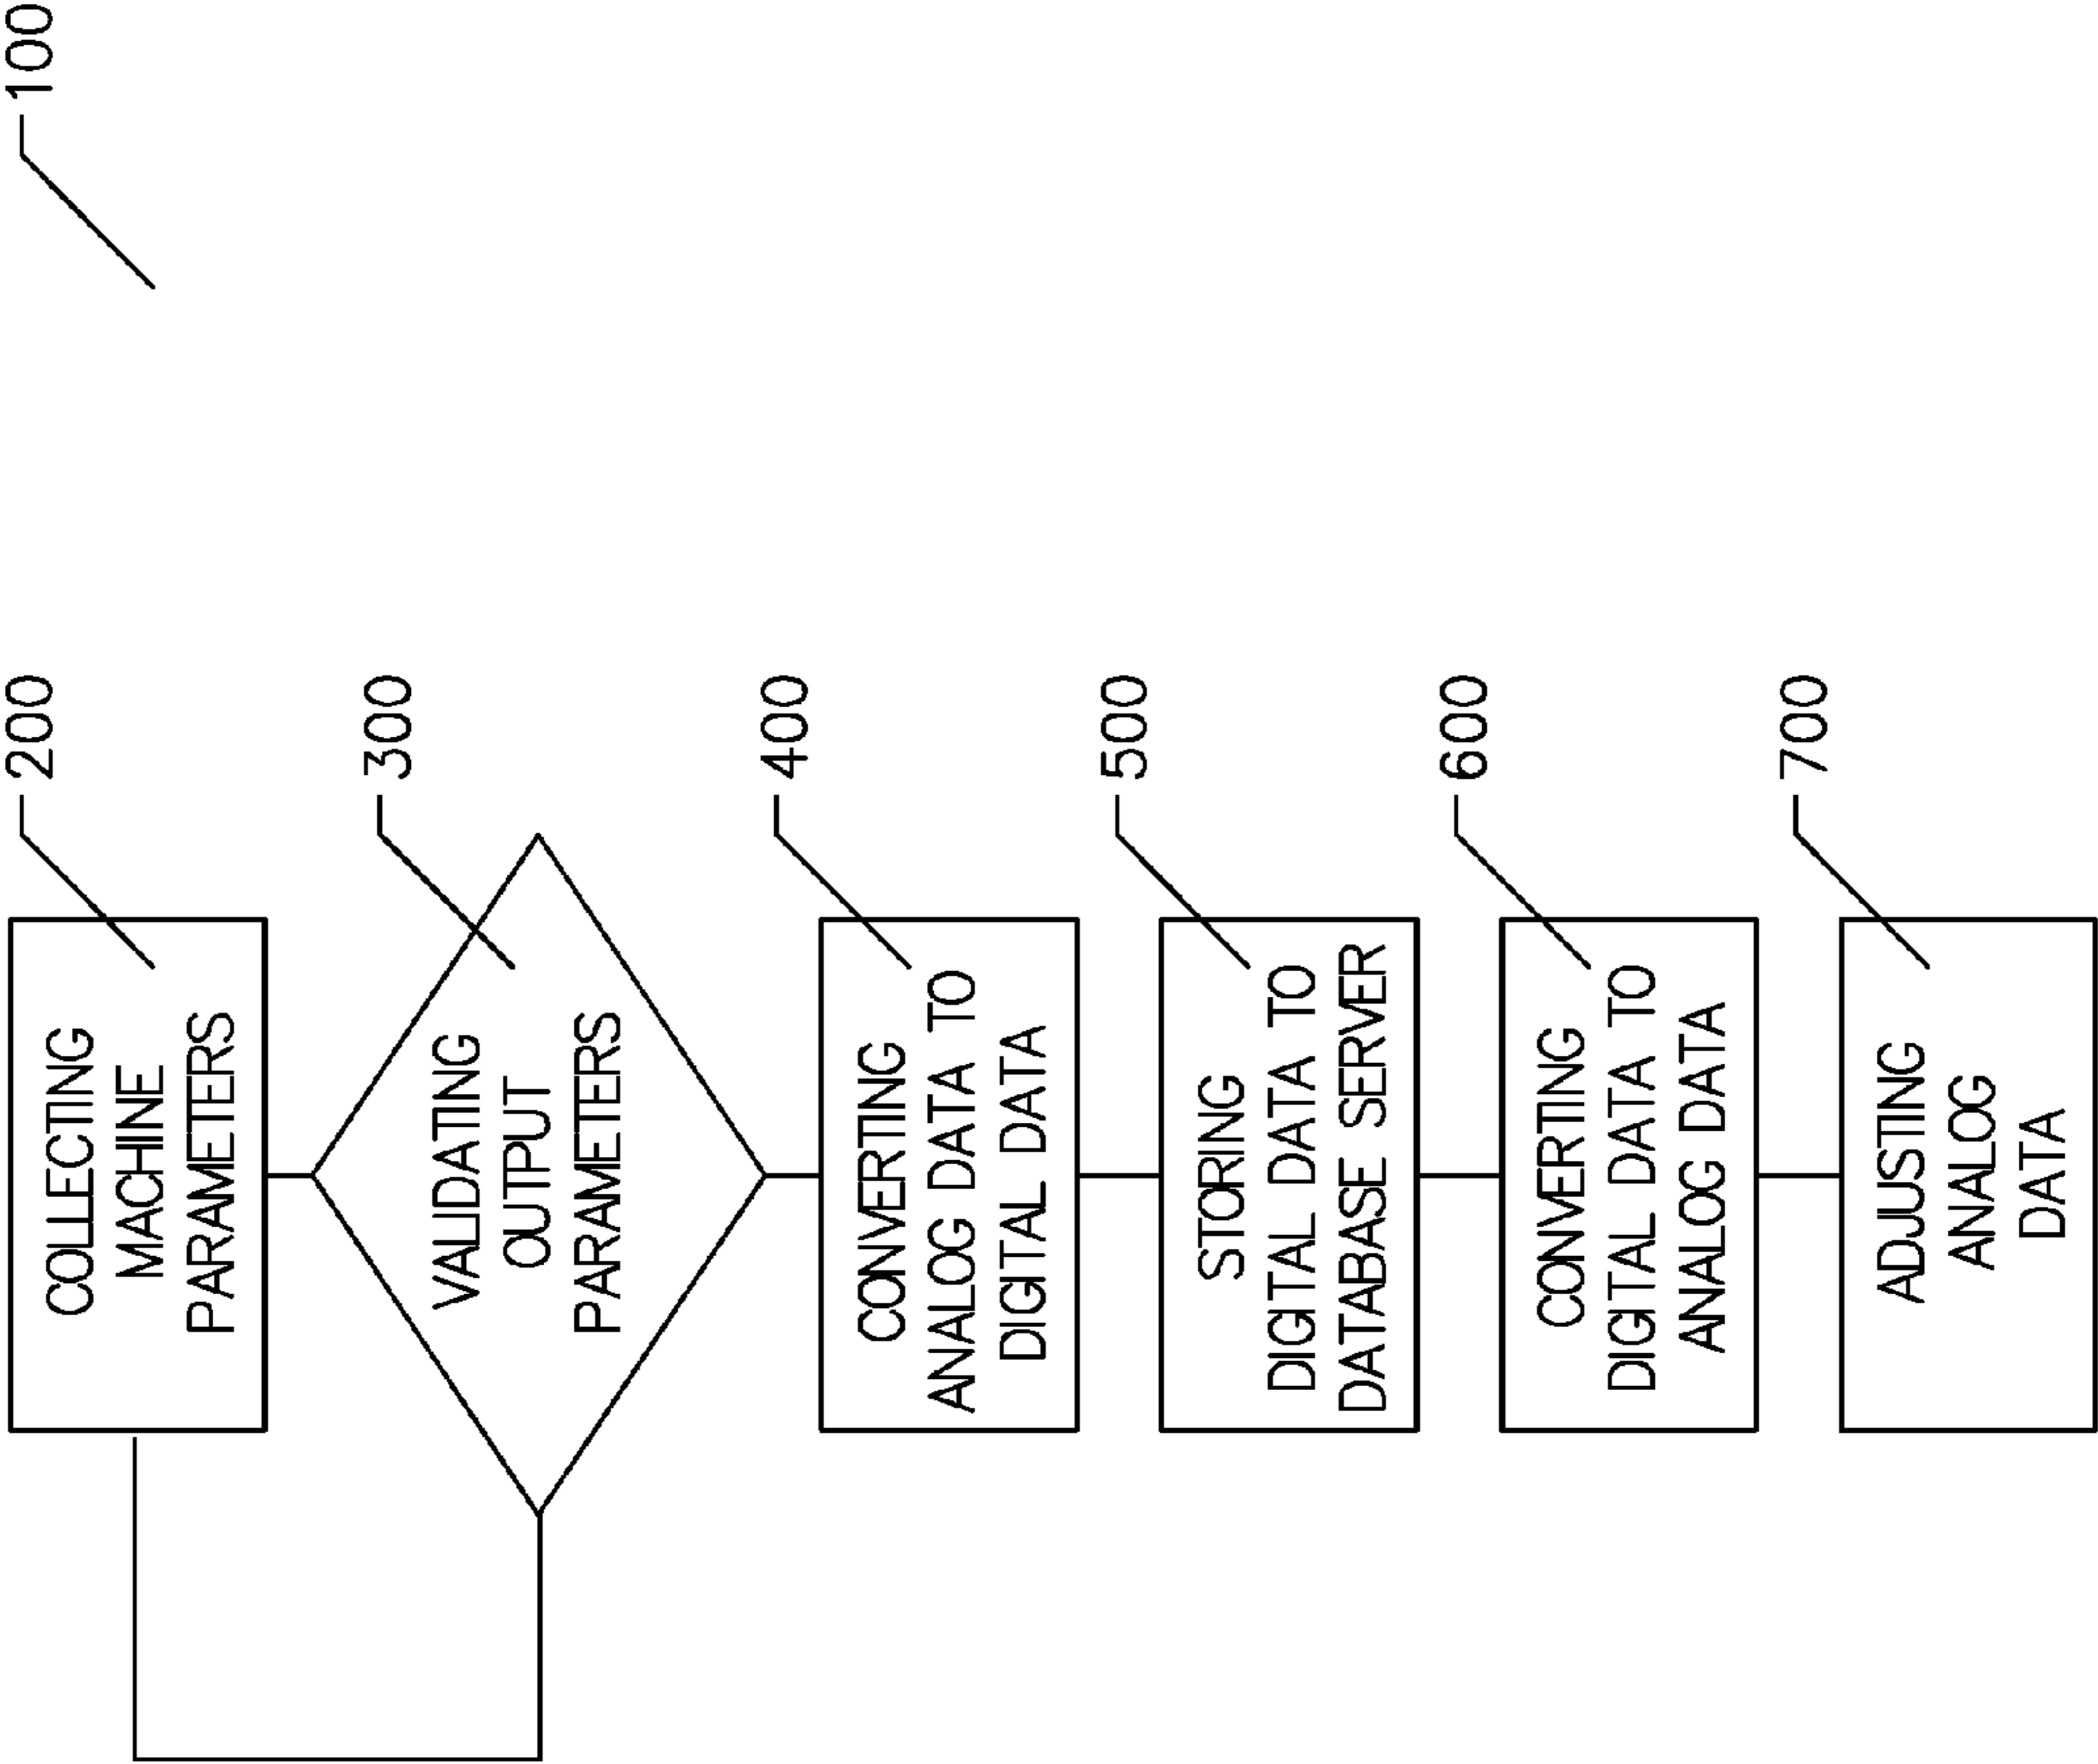 100
200
COLLECTING
MACHINE
PARAMETERS
300
VALIDATING
OUTPUT
PARAMETERS
400
CONVERTING
ANALOG DATA TO
DIGITAL DATA
500
STORING
DIGITAL DATA TO
DATABASE SERVER
600
CONVERTING
DIGITAL DATA TO
ANALOG DATA
700
ADJUSTING
ANALOG
DATA